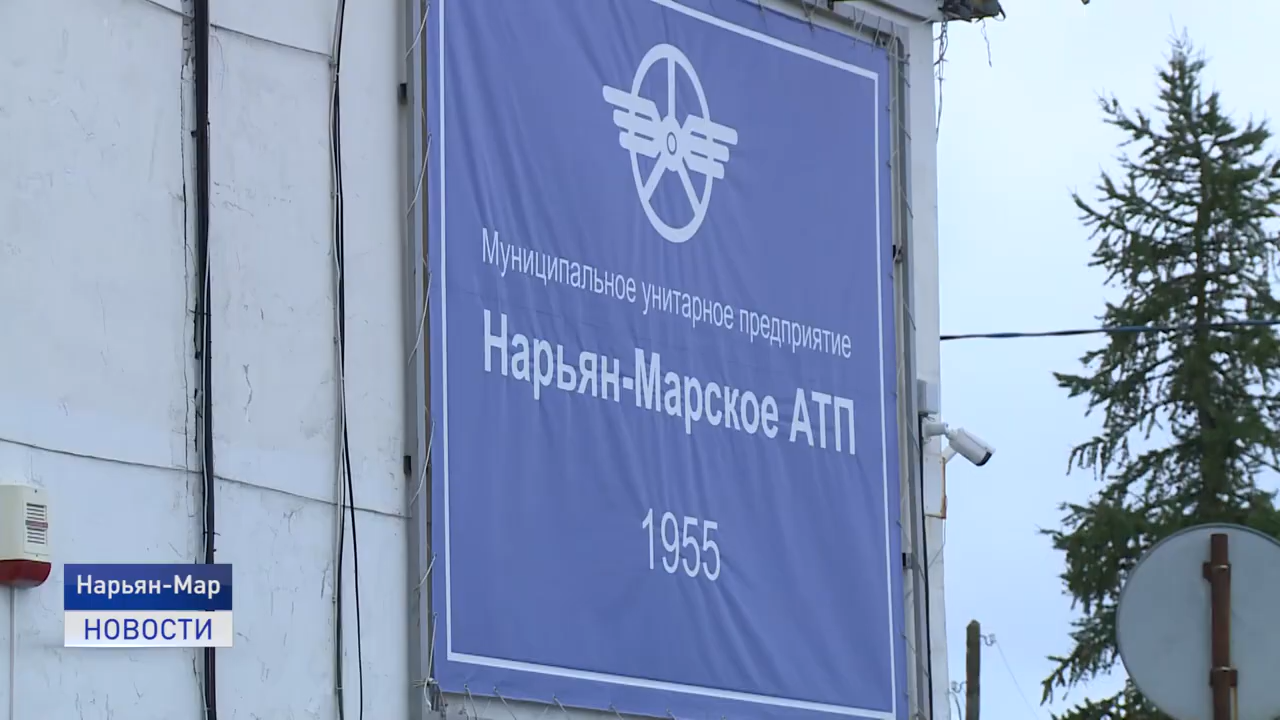 Муниципальное унитарное предприятие
Нарьян-Марское АТП
1955
Нарьян-Мар
НОВОСТИ